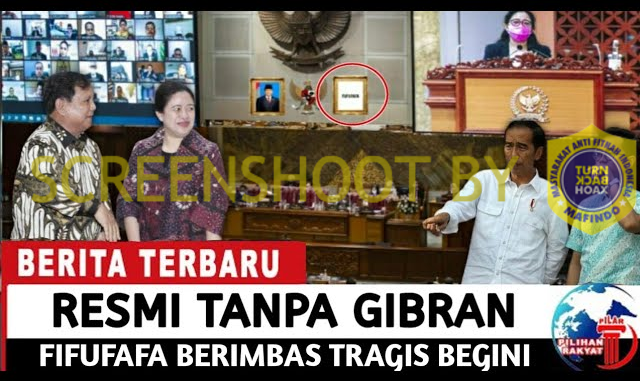 FIFUFAFA
SCREENSHOOT BY
MASYARAKAT ANTI FITNAH INDONESIA
TURN
BACK
HOAX
MAFINDO
BERITA TERBARU
RESMI TANPA GIBRAN
FIFUFAFA BERIMBAS TRAGIS BEGINI
PILAR
PILIHAN
RAKYAT